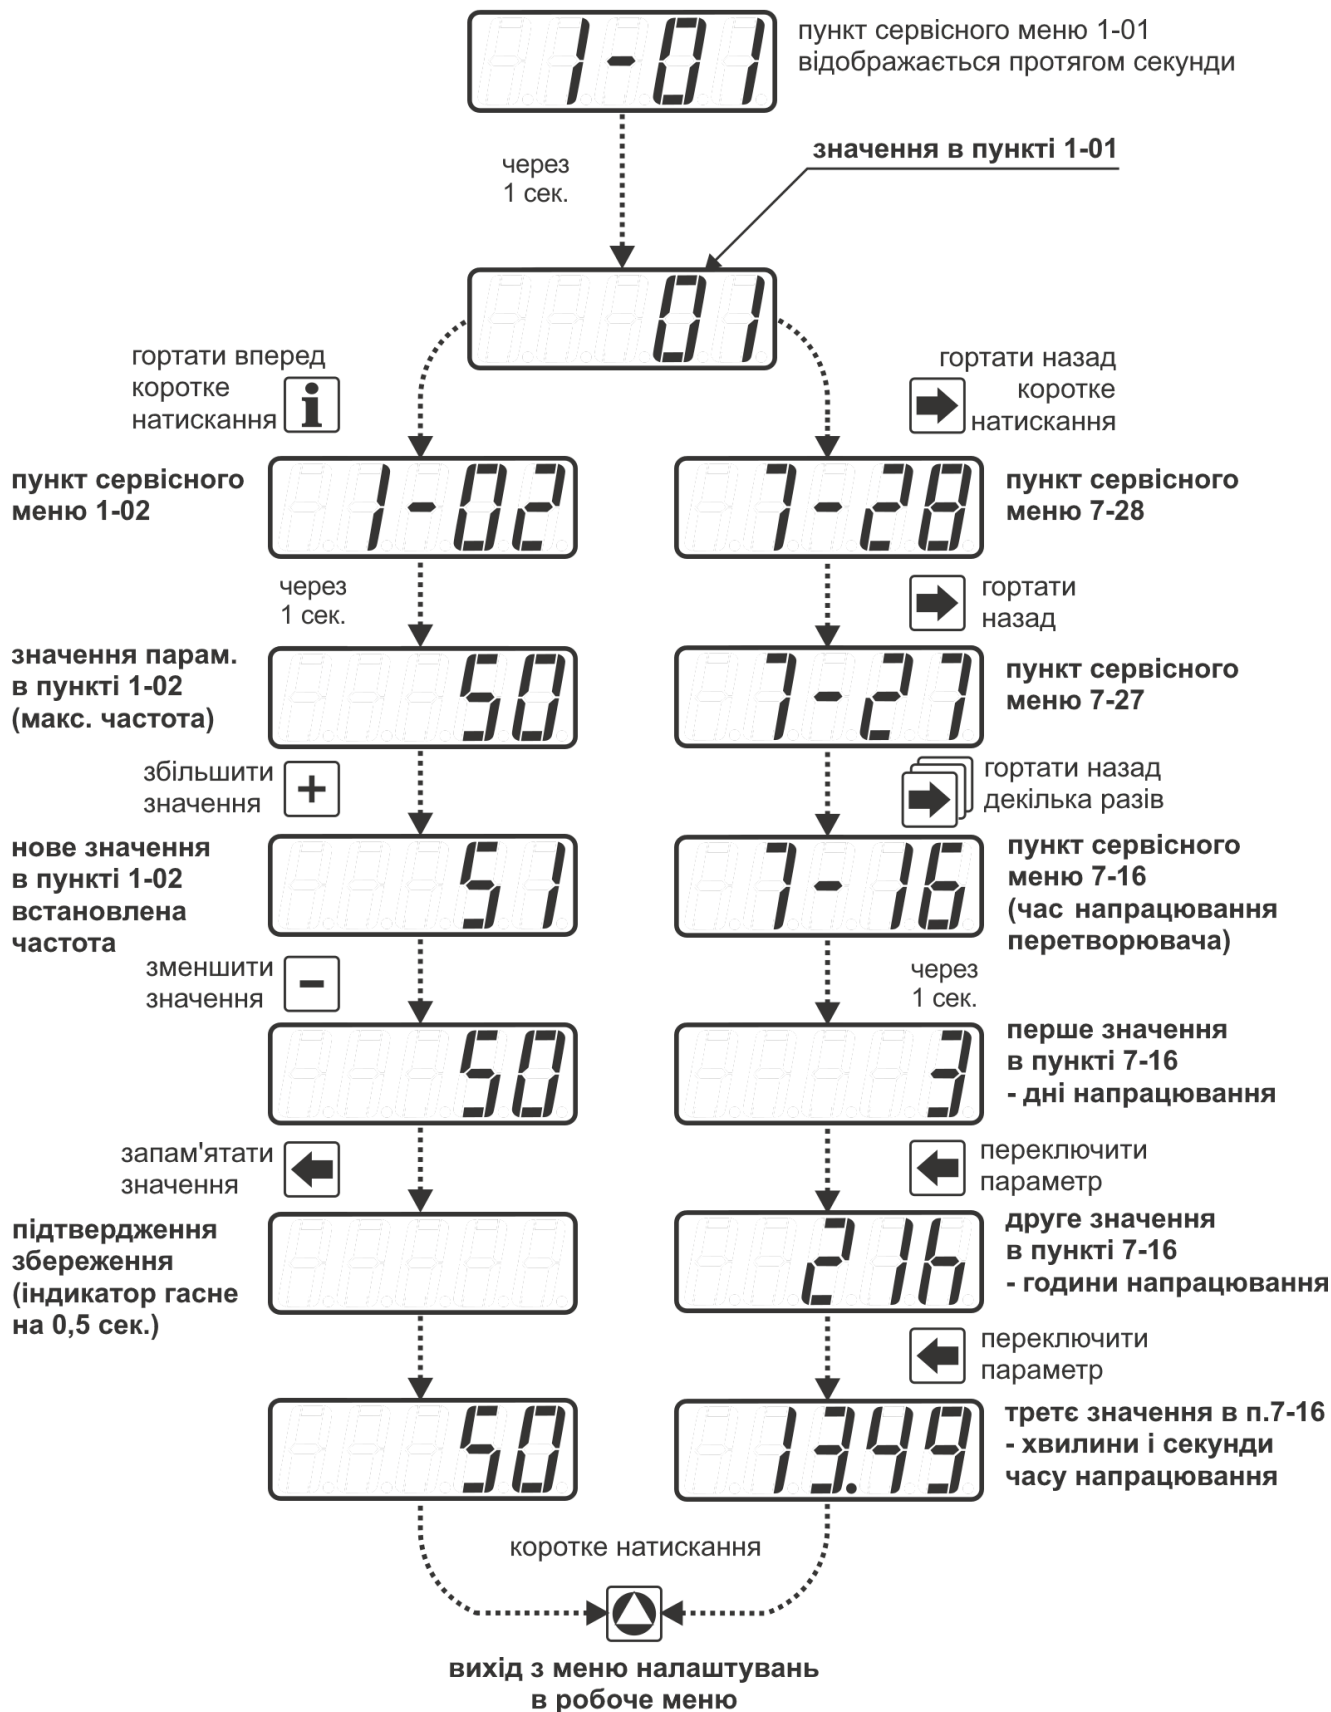 1-01
пункт сервісного меню 1-01
відображається протягом секунди
через
1 сек.
значення в пункті 1-01
01
гортати вперед
коротке
натискання
i
гортати назад
коротке
натискання
пункт сервісного
меню 1-02
1-02
7-28
пункт сервісного
меню 7-28
через
1 сек.
гортати
назад
значення парам.
в пункті 1-02
(макс. частота)
50
7-27
пункт сервісного
меню 7-27
збільшити
значення
+
гортати назад
декілька разів
нове значення
в пункті 1-02
встановлена
частота
51
7-16
пункт сервісного
меню 7-16
(час напрацювання
перетворювача)
зменшити
значення
-
через
1 сек.
50
3
перше значення
в пункті 7-16
- дні напрацювання
запам'ятати
значення
переключити
параметр
підтвердження
збереження
(індикатор гасне
на 0,5 сек.)
21h
друге значення
в пункті 7-16
- години напрацювання
переключити
параметр
50
13.49
третє значення в п.7-16
- хвилини і секунди
часу напрацювання
коротке натискання
вихід з меню налаштувань
в робоче меню